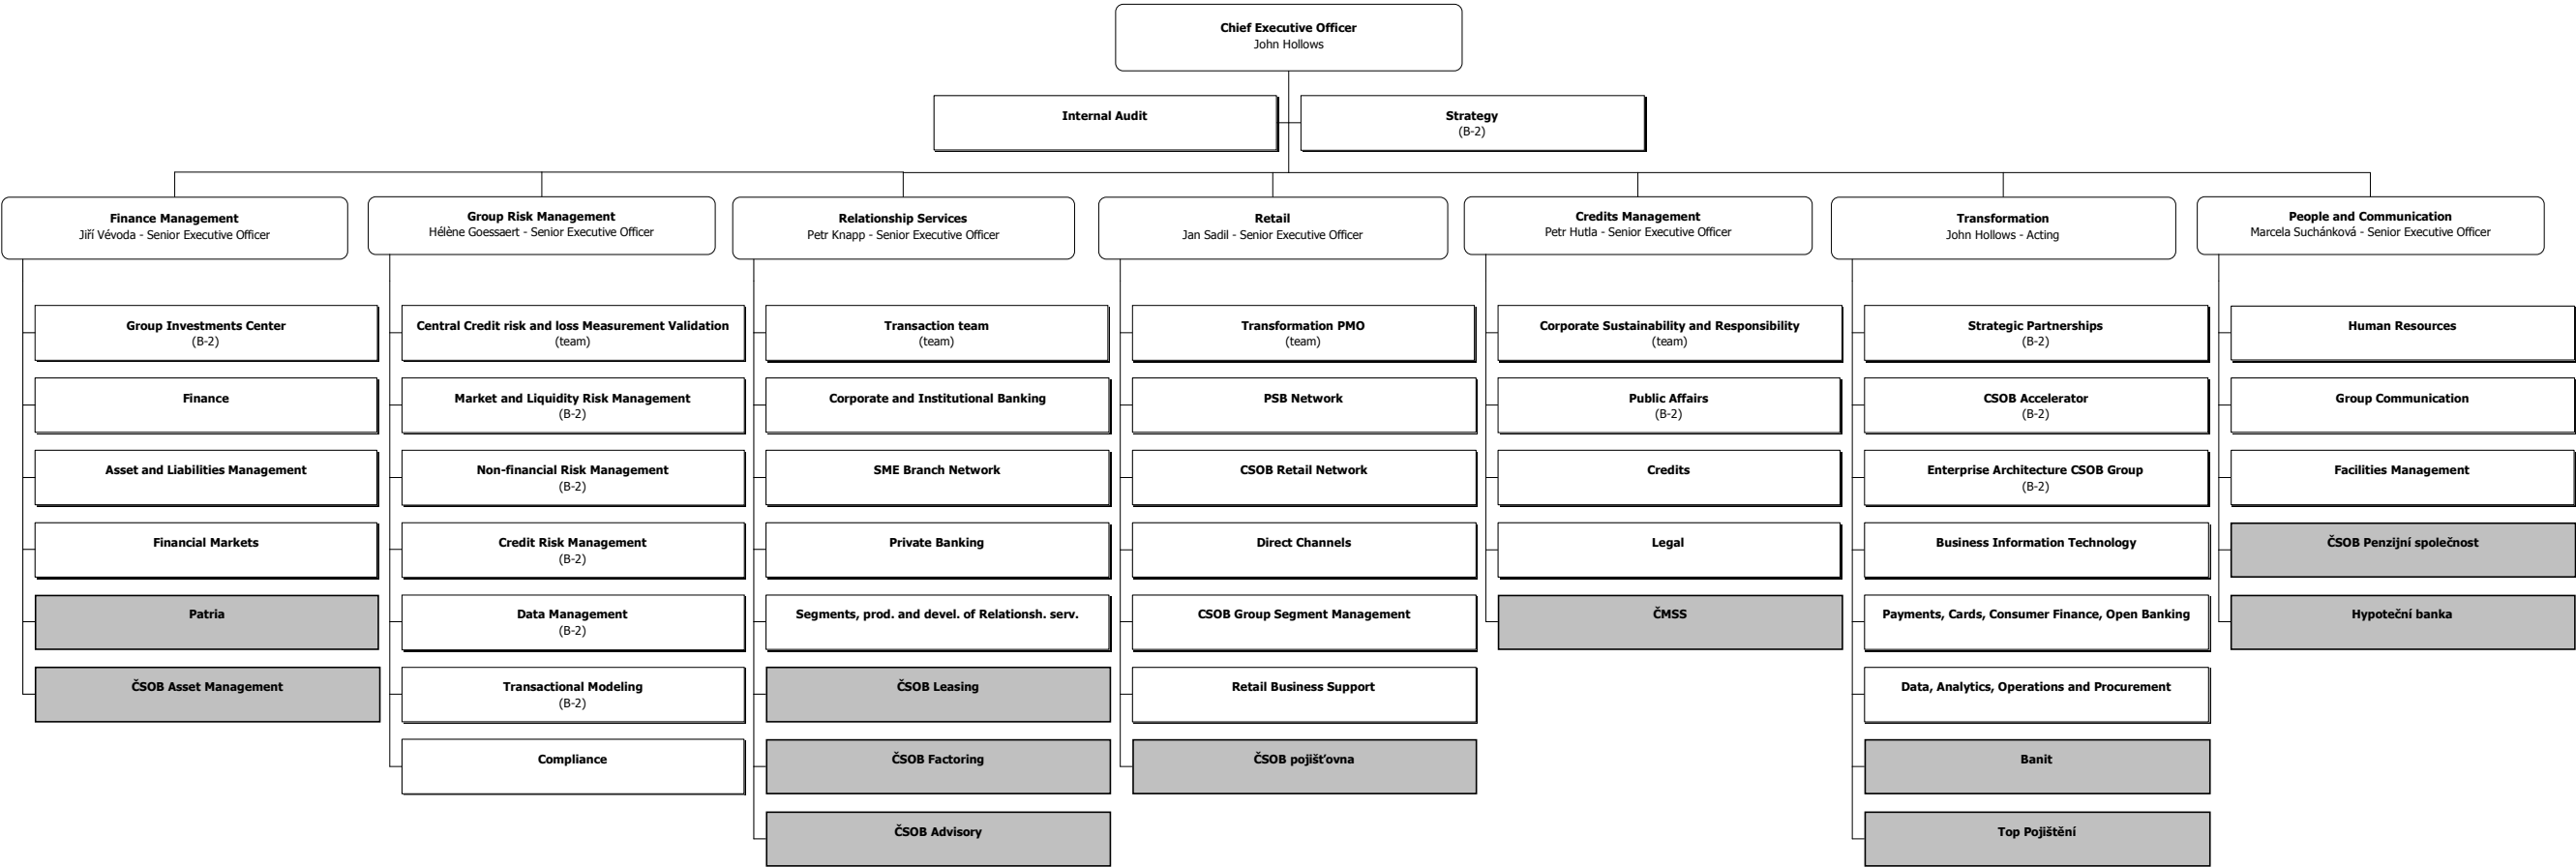 Chief Executive Officer
John Hollows
Internal Audit
Strategy
(B-2)
Finance Management
Jiří Vévoda - Senior Executive Officer
Group Risk Management
Hélène Goessaert - Senior Executive Officer
Relationship Services
Petr Knapp - Senior Executive Officer
Retail
Jan Sadil - Senior Executive Officer
Credits Management
Petr Hutla - Senior Executive Officer
Transformation
John Hollows - Acting
People and Communication
Marcela Suchánková - Senior Executive Officer
Group Investments Center
(B-2)
Finance
Asset and Liabilities Management
Financial Markets
Patria
ČSOB Asset Management
Central Credit risk and loss Measurement Validation
(team)
Market and Liquidity Risk Management
(B-2)
Non-financial Risk Management
(B-2)
Credit Risk Management
(B-2)
Data Management
(B-2)
Transactional Modeling
(B-2)
Compliance
Transaction team
(team)
Corporate and Institutional Banking
SME Branch Network
Private Banking
Segments, prod. and devel. of Relationsh. serv.
ČSOB Leasing
ČSOB Factoring
ČSOB Advisory
Transformation PMO
(team)
PSB Network
CSOB Retail Network
Direct Channels
CSOB Group Segment Management
Retail Business Support
ČSOB pojišťovna
Corporate Sustainability and Responsibility
(team)
Public Affairs
(B-2)
Credits
Legal
ČMSS
Strategic Partnerships
(B-2)
CSOB Accelerator
(B-2)
Enterprise Architecture CSOB Group
(B-2)
Business Information Technology
Payments, Cards, Consumer Finance, Open Banking
Data, Analytics, Operations and Procurement
Banit
Top Pojištění
Human Resources
Group Communication
Facilities Management
ČSOB Penzijní společnost
Hypoteční banka